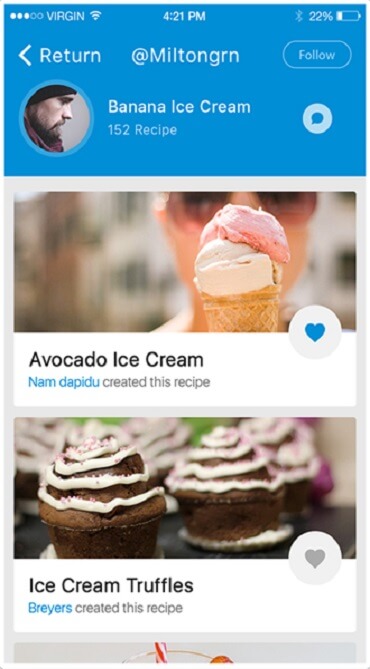 VIRGIN 4:21 PM 22%
Return @Miltongrn Follow
Banana Ice Cream
152 Recipe
Avocado Ice Cream
Nam dapidu created this recipe
Ice Cream Truffles
Breyers created this recipe